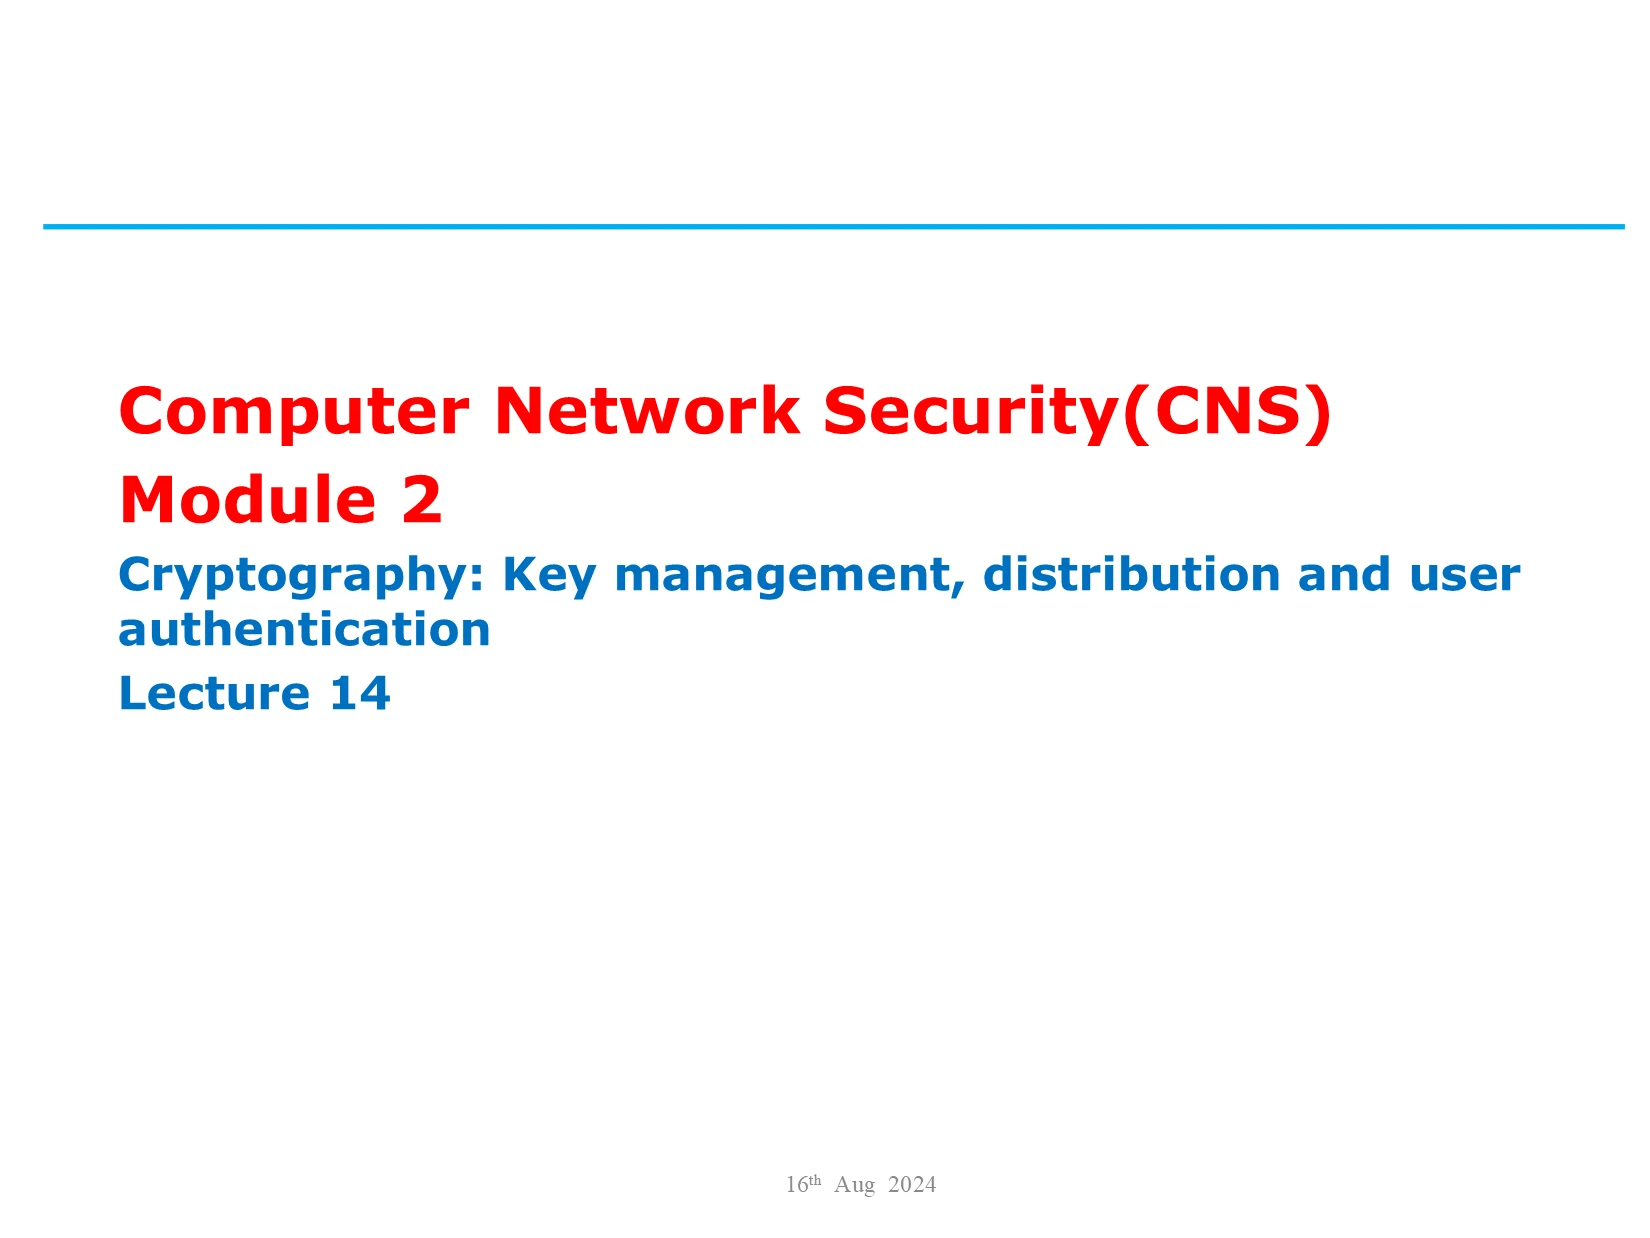 Computer Network Security(CNS)
Module 2
Cryptography: Key management, distribution and user
authentication
Lecture 14
16th Aug 2024